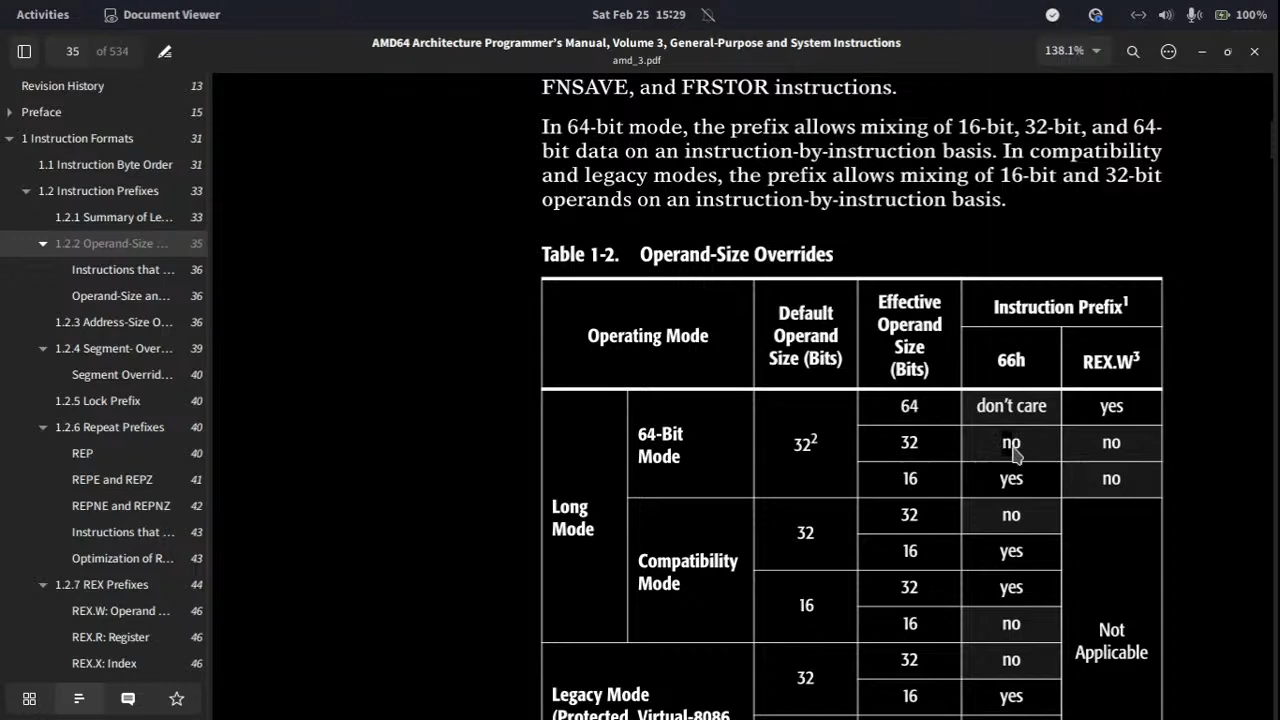 Activities
Document Viewer
Sat Feb 25 15:29
100%
35 of 534
AMD64 Architecture Programmer's Manual, Volume 3, General-Purpose and System Instructions
amd_3.pdf
138.1%
Revision History 13
Preface 15
1 Instruction Formats 31
1.1 Instruction Byte Order 31
1.2 Instruction Prefixes 33
1.2.1 Summary of Le... 33
1.2.2 Operand-Size ... 35
Instructions that ... 36
Operand-Size an... 36
1.2.3 Address-Size O... 36
1.2.4 Segment- Over... 39
Segment Overrid... 40
1.2.5 Lock Prefix 40
1.2.6 Repeat Prefixes 40
REP 40
REPE and REPZ 41
REPNE and REPNZ 42
Instructions that ... 43
Optimization of R... 43
1.2.7 REX Prefixes 44
REX.W: Operand ... 46
REX.R: Register 46
REX.X: Index 46
FNSAVE, and FRSTOR instructions.
In 64-bit mode, the prefix allows mixing of 16-bit, 32-bit, and 64-
bit data on an instruction-by-instruction basis. In compatibility
and legacy modes, the prefix allows mixing of 16-bit and 32-bit
operands on an instruction-by-instruction basis.
Table 1-2. Operand-Size Overrides
Operating Mode
Default
Operand
Size (Bits)
Effective
Operand
Size
(Bits)
Instruction Prefix¹
66h
REX.W³
Long
Mode
64-Bit
Mode
32²
64 don't care yes
32 no no
16 yes no
Compatibility
Mode
32
32 no
16 yes
16
32 yes
16 no
Not
Applicable
Legacy Mode
(Protected, Virtual-8086
32
32 no
16 yes